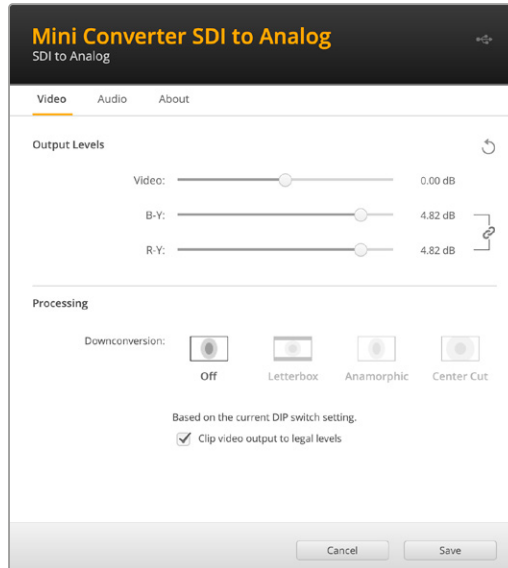 Mini Converter SDI to Analog
SDI to Analog
Video Audio About
Output Levels
Video: 0.00 dB
B-Y: 4.82 dB
R-Y: 4.82 dB
Processing
Downconversion:
Off Letterbox Anamorphic Center Cut
Based on the current DIP switch setting.
Clip video output to legal levels
Cancel Save